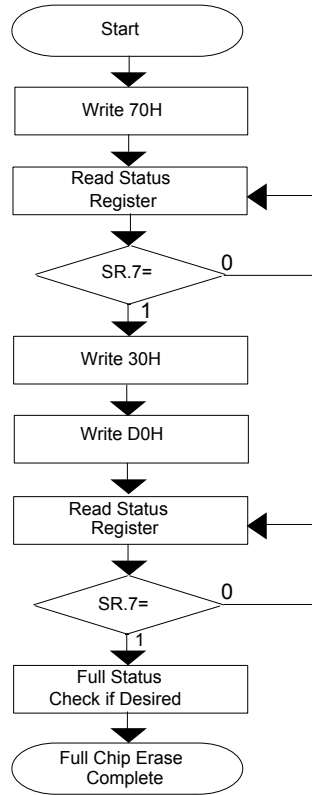 Start
Write 70H
Read Status
Register
SR.7=
0
1
Write 30H
Write D0H
Read Status
Register
SR.7=
0
1
Full Status
Check if Desired
Full Chip Erase
Complete